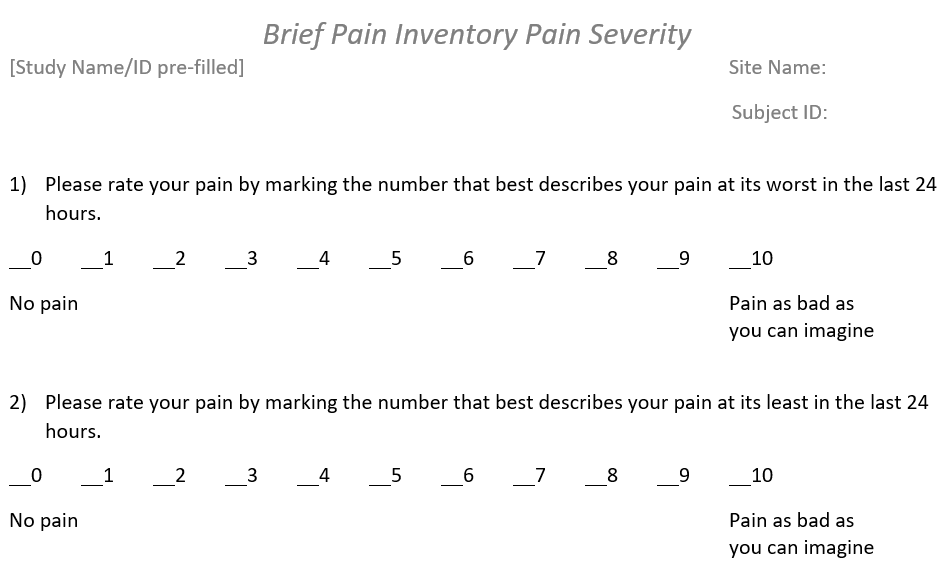 Brief Pain Inventory Pain Severity
[Study Name/ID pre-filled] Site Name:
Subject ID:
1) Please rate your pain by marking the number that best describes your pain at its worst in the last 24
hours.
__0 __1 __2 __3 __4 __5 __6 __7 __8 __9 __10
No pain Pain as bad as
you can imagine
2) Please rate your pain by marking the number that best describes your pain at its least in the last 24
hours.
__0 __1 __2 __3 __4 __5 __6 __7 __8 __9 __10
No pain Pain as bad as
you can imagine